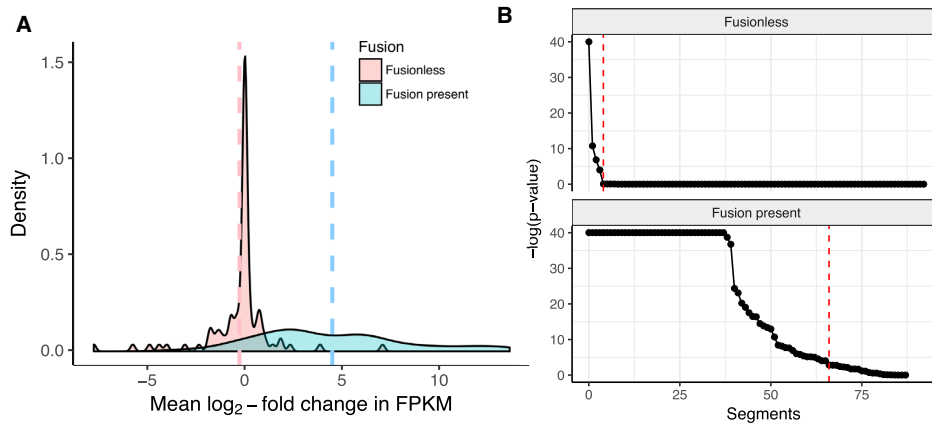 A
Fusion
Fusionless
Fusion present
1.5
1.0
0.5
0.0
Density
−5
0
5
10
Mean log2 − fold change in FPKM
B
Fusionless
40
30
20
10
0
Fusion present
40
30
20
10
0
−log(p−value)
0
25
50
75
Segments